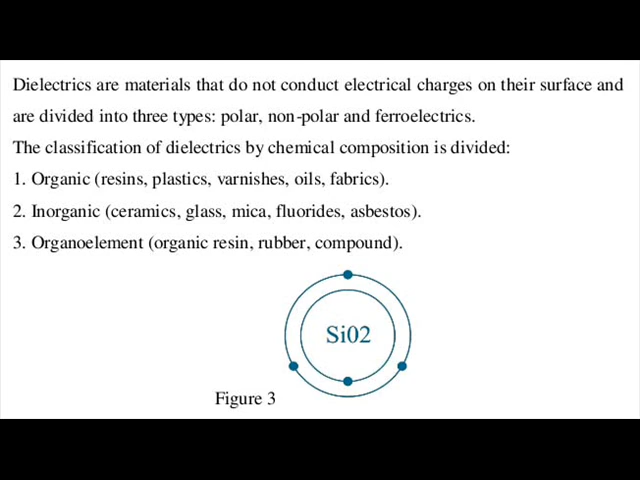 Dielectrics are materials that do not conduct electrical charges on their surface and
are divided into three types: polar, non-polar and ferroelectrics.
The classification of dielectrics by chemical composition is divided:
1. Organic (resins, plastics, varnishes, oils, fabrics).
2. Inorganic (ceramics, glass, mica, fluorides, asbestos).
3. Organoelement (organic resin, rubber, compound).
Si02
Figure 3